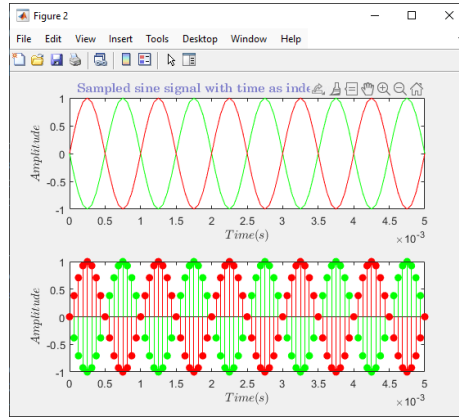 Figure 2
File Edit View Insert Tools Desktop Window Help
Sampled sine signal with time as inde
Amplitude
1
0.5
0
-0.5
-1
0 0.5 1 1.5 2 2.5 3 3.5 4 4.5 5
Time(s)
×10-3
Amplitude
1
0.5
0
-0.5
-1
0 0.5 1 1.5 2 2.5 3 3.5 4 4.5 5
Time(s)
×10-3